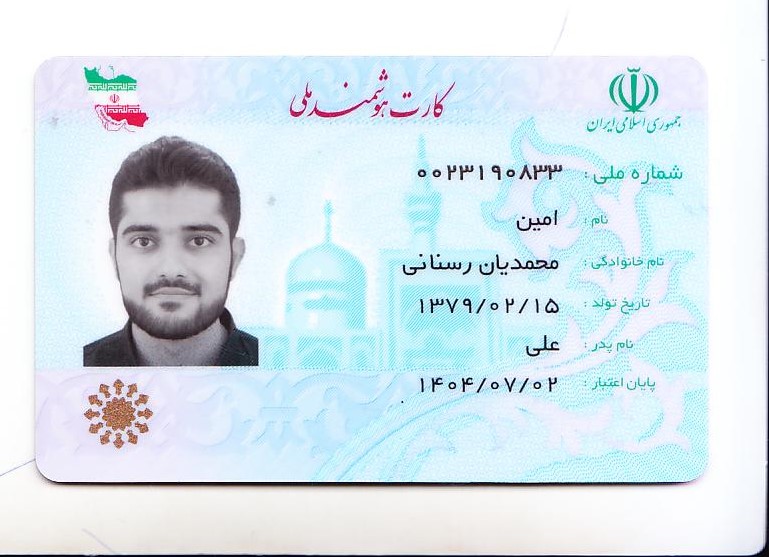 کارت هوشمند ملی
جمهوری اسلامی ایران
شماره ملی: ۰۰۲۳۱۹۰۸۳۳
نام: امین
نام خانوادگی: محمدیان رسنانی
تاریخ تولد: ۱۳۷۹/۰۲/۱۵
نام پدر: علی
پایان اعتبار: ۱۴۰۴/۰۷/۰۲